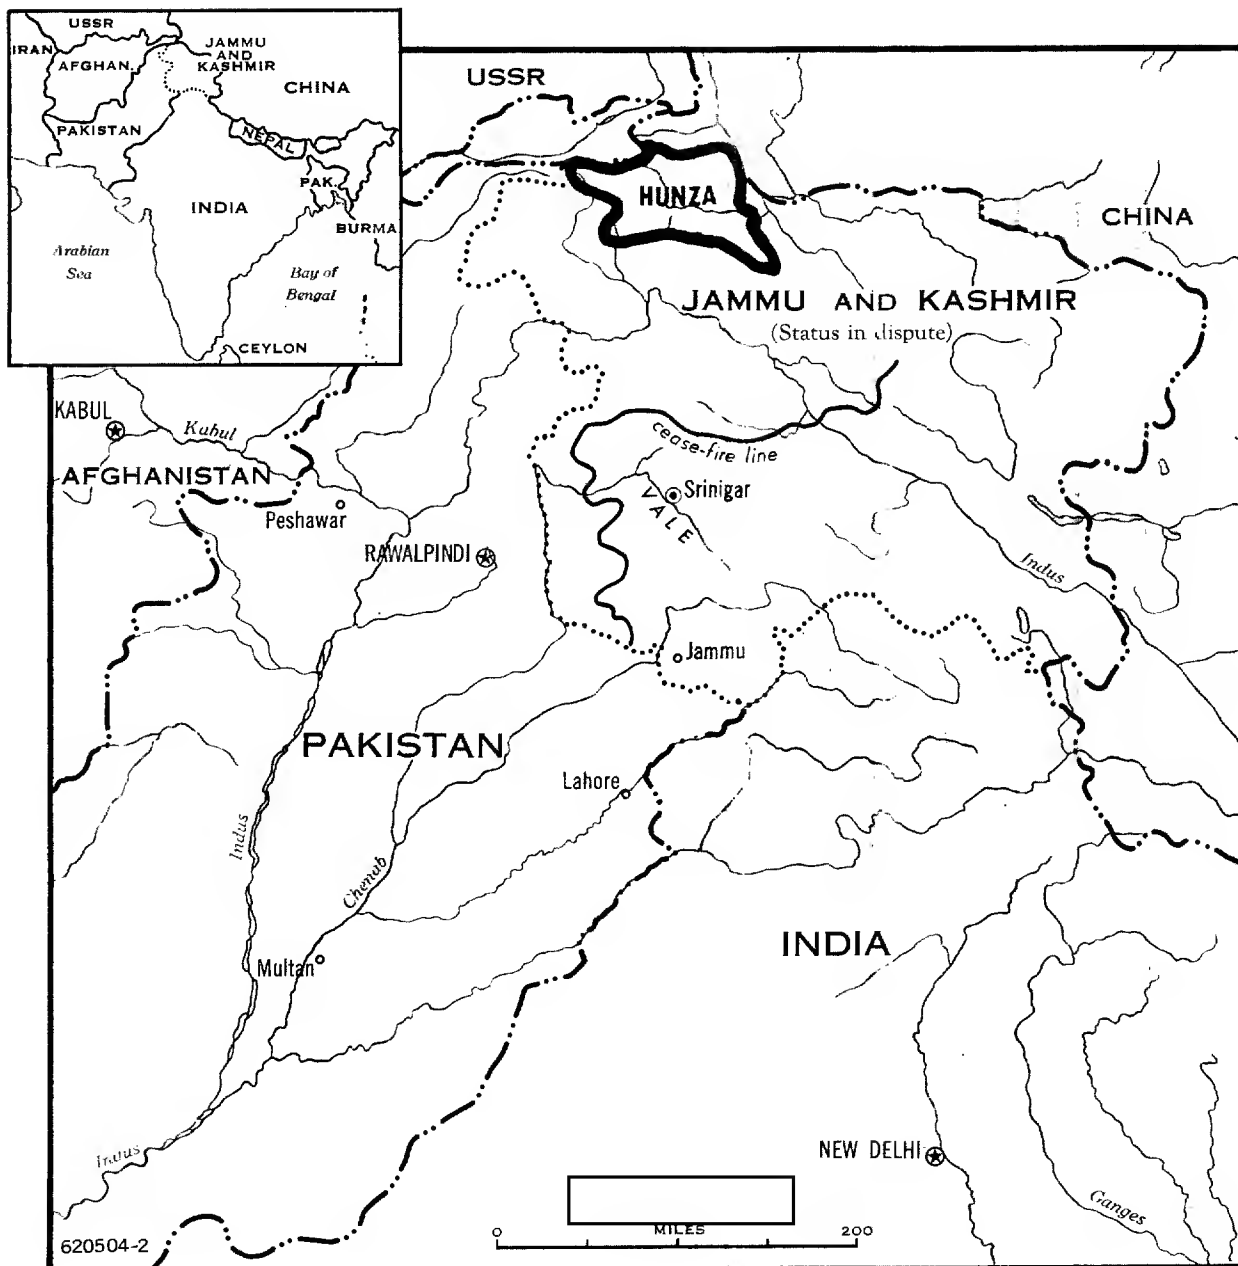 USSR
IRAN
AFGHAN.
JAMMU
AND
KASHMIR
CHINA
PAKISTAN
NEPAL
PAK.
INDIA
BURMA
Arabian
Sea
Bay of
Bengal
CEYLON
USSR
HUNZA
CHINA
JAMMU AND KASHMIR
(Status in dispute)
KABUL
Kabul
cease-fire line
AFGHANISTAN
Srinigar
VALE
Peshawar
RAWALPINDI
Indus
Jammu
PAKISTAN
Lahore
Indus
Chenub
INDIA
Multan
NEW DELHI
Indus
Ganges
0 MILES 200
620504-2